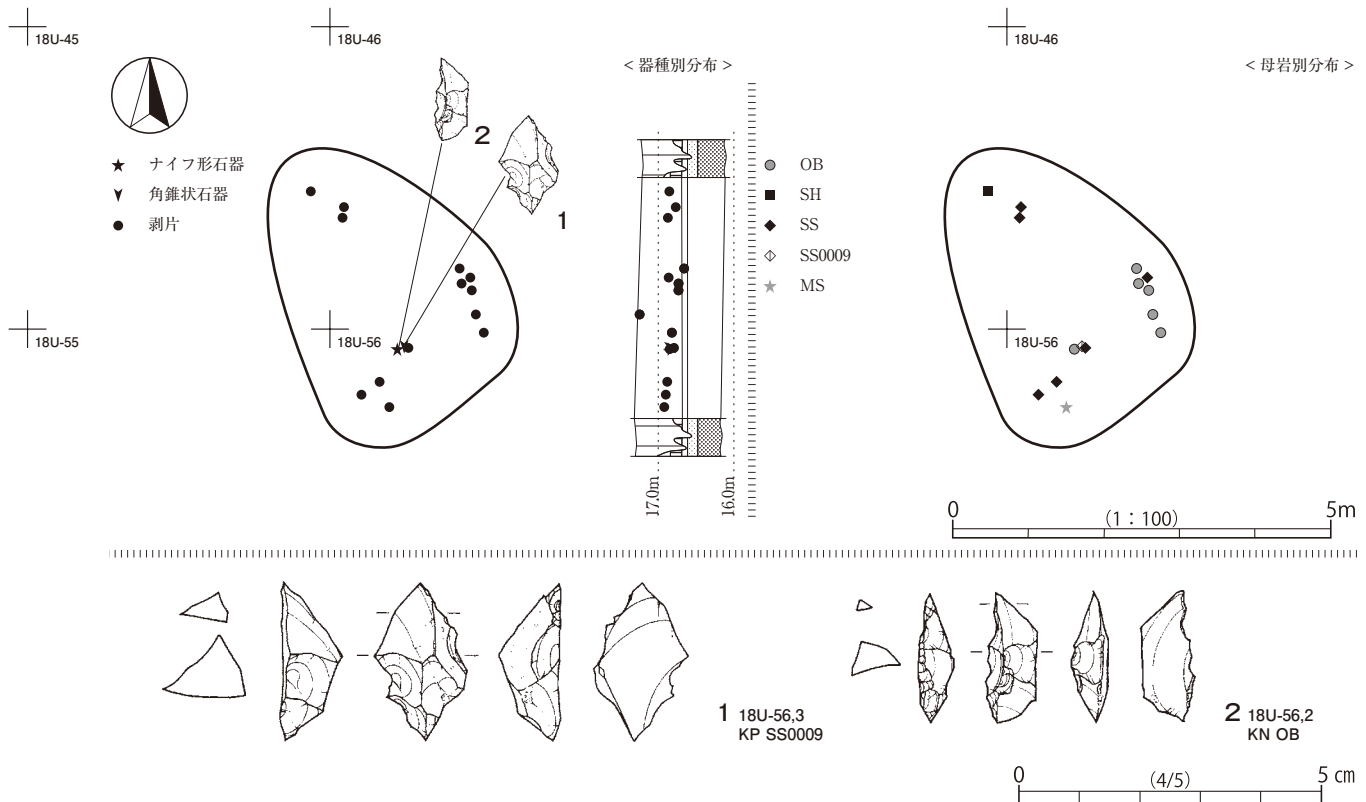 18U-45
18U-46
18U-46
<器種別分布>
<母岩別分布>
ナイフ形石器
角錐状石器
剥片
2
1
OB
SH
SS
SS0009
MS
18U-55
18U-56
18U-56
17.0m
16.0m
0
(1：100)
5m
1
18U-56,3
KP SS0009
2
18U-56,2
KN OB
0
(4/5)
5 cm